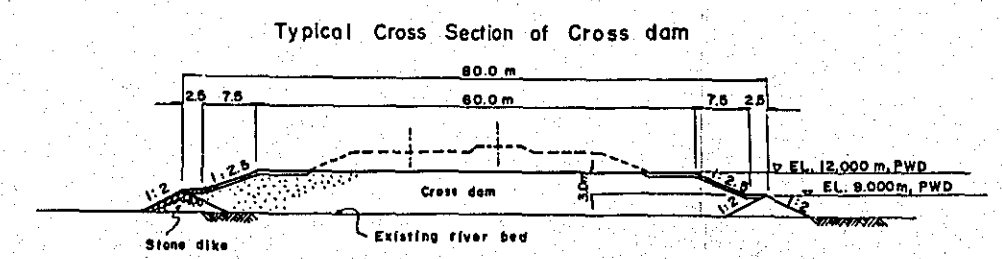 Typical Cross Section of Cross dam
80.0 m
2.5 7.5 60.0 m 7.5 2.5
1:2 1:2.5 1:2.5 EL. 12,000 m, PWD
Cross dam 3.0m EL. 9.000m, PWD
1:2 1:2
Stone dike Existing river bed